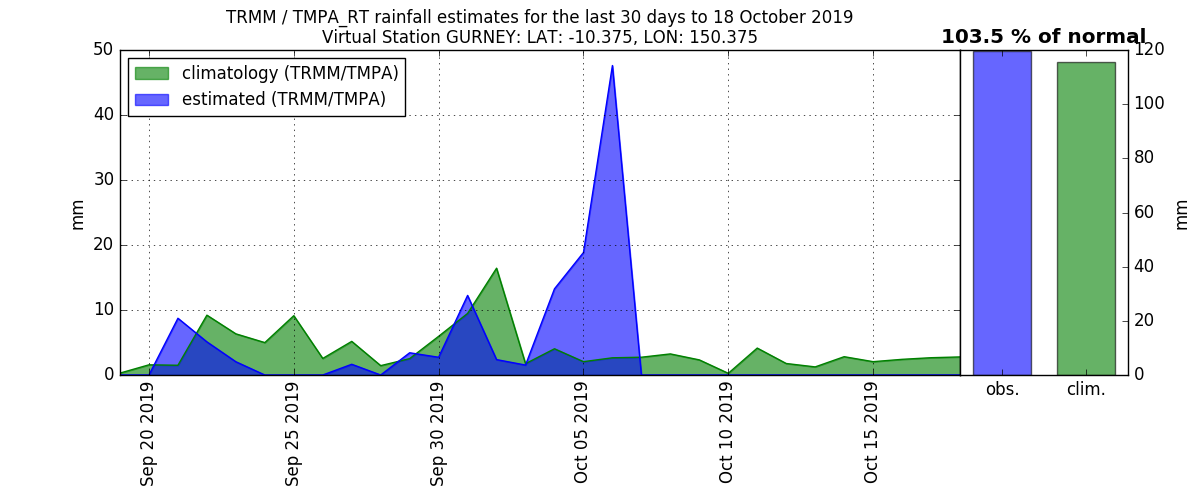 TRMM / TMPA_RT rainfall estimates for the last 30 days to 18 October 2019
Virtual Station GURNEY: LAT: -10.375, LON: 150.375
103.5 % of normal
climatology (TRMM/TMPA)
estimated (TRMM/TMPA)
50
40
30
20
10
0
mm
Sep 20 2019
Sep 25 2019
Sep 30 2019
Oct 05 2019
Oct 10 2019
Oct 15 2019
120
100
80
60
40
20
0
mm
obs.
clim.